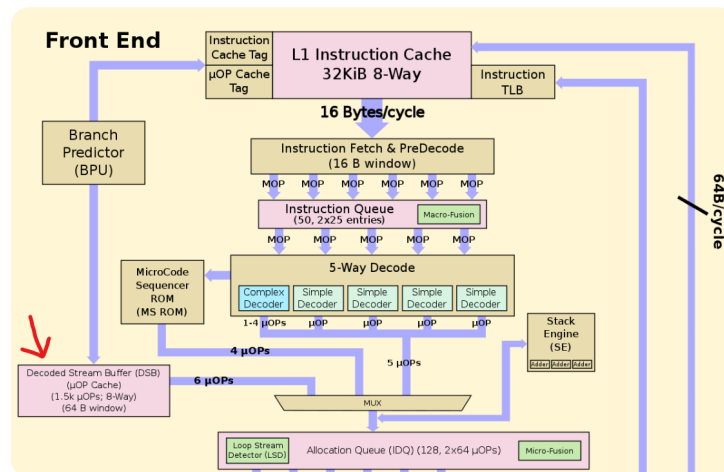 Front End
Instruction
Cache Tag
µOP Cache
Tag
L1 Instruction Cache
32KiB 8-Way
Instruction
TLB
16 Bytes/cycle
Branch
Predictor
(BPU)
Instruction Fetch & PreDecode
(16 B window)
MOP MOP MOP MOP MOP MOP
Instruction Queue
(50, 2x25 entries)
Macro-Fusion
64B/cycle
MOP MOP MOP MOP MOP
5-Way Decode
MicroCode
Sequencer
ROM
(MS ROM)
Complex
Decoder
Simple
Decoder
Simple
Decoder
Simple
Decoder
Simple
Decoder
1-4 µOPs µOP µOP µOP
Stack
Engine
(SE)
Adder Adder Adder
4 µOPs
5 µOPs
Decoded Stream Buffer (DSB)
(µOP Cache)
(1.5k µOPs; 8-Way)
(64 B window)
6 µOPs
MUX
Loop Stream
Detector (LSD)
Allocation Queue (IDQ) (128, 2x64 µOPs)
Micro-Fusion